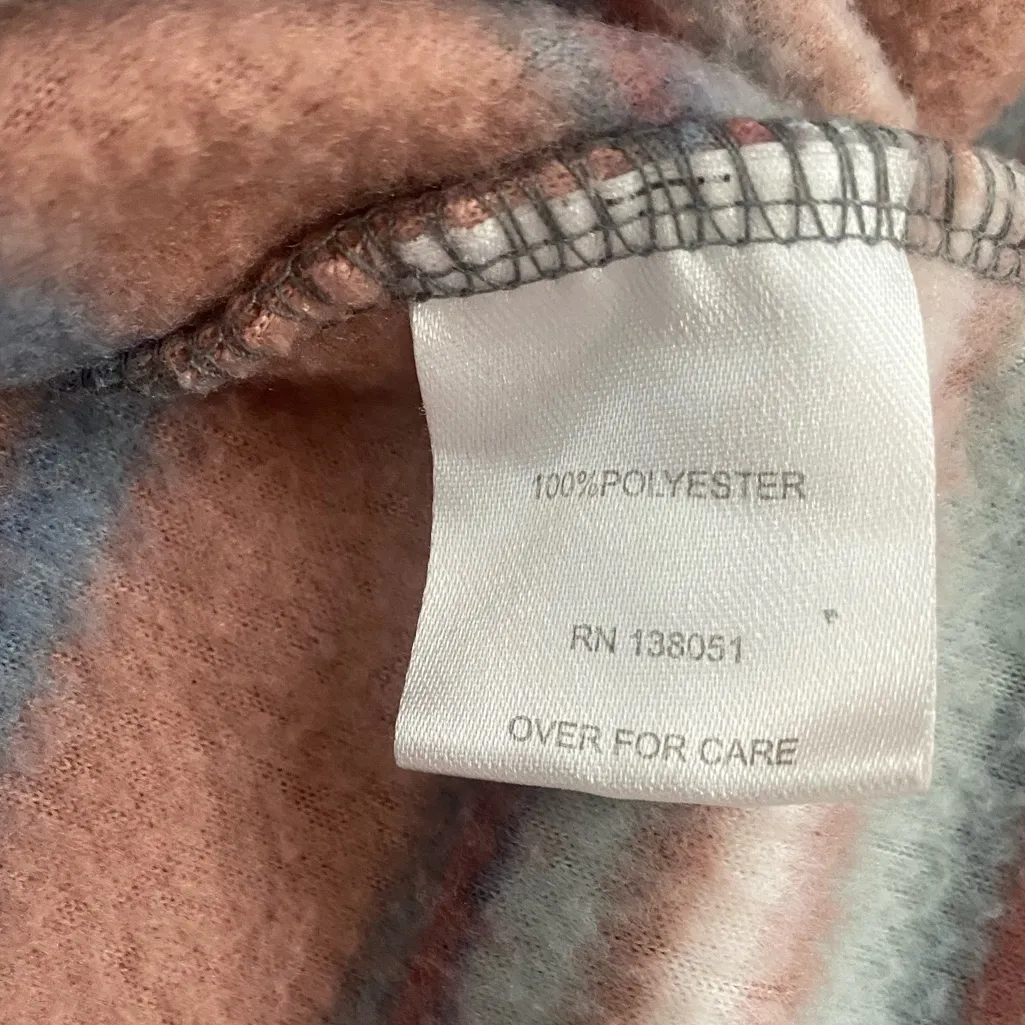 100%POLYESTER
RN 138051
OVER FOR CARE